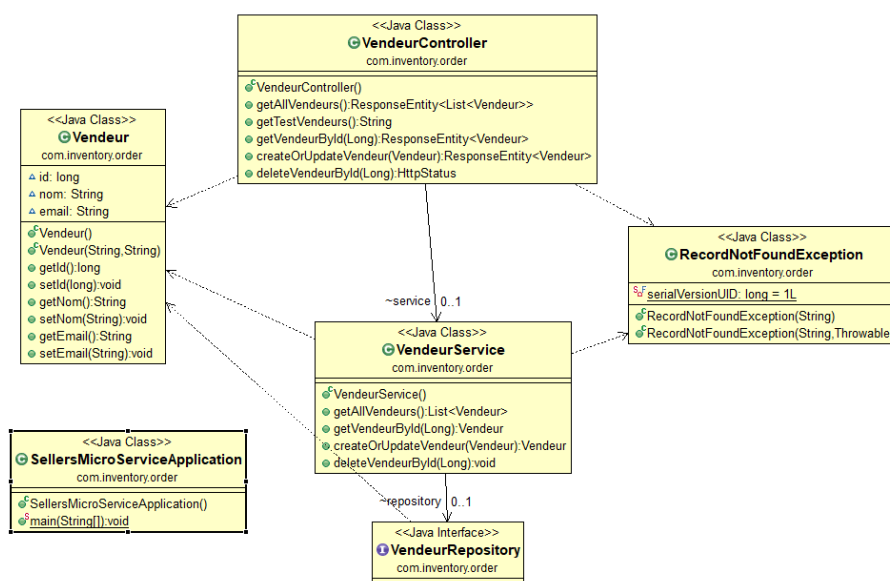 <<Java Class>>
VendeurController
com.inventory.order
VendeurController()
getAllVendeurs():ResponseEntity<List<Vendeur>>
getTestVendeurs():String
getVendeurById(Long):ResponseEntity<Vendeur>
createOrUpdateVendeur(Vendeur):ResponseEntity<Vendeur>
deleteVendeurById(Long):HttpStatus
<<Java Class>>
Vendeur
com.inventory.order
id: long
nom: String
email: String
Vendeur()
Vendeur(String,String)
getId():long
setId(long):void
getNom():String
setNom(String):void
getEmail():String
setEmail(String):void
<<Java Class>>
RecordNotFoundException
com.inventory.order
serialVersionUID: long = 1L
RecordNotFoundException(String)
RecordNotFoundException(String,Throwable
~service 0..1
<<Java Class>>
VendeurService
com.inventory.order
VendeurService()
getAllVendeurs():List<Vendeur>
getVendeurById(Long):Vendeur
createOrUpdateVendeur(Vendeur):Vendeur
deleteVendeurById(Long):void
<<Java Class>>
SellersMicroServiceApplication
com.inventory.order
SellersMicroServiceApplication()
main(String[]):void
~repository 0..1
<<Java Interface>>
VendeurRepository
com.inventory.order